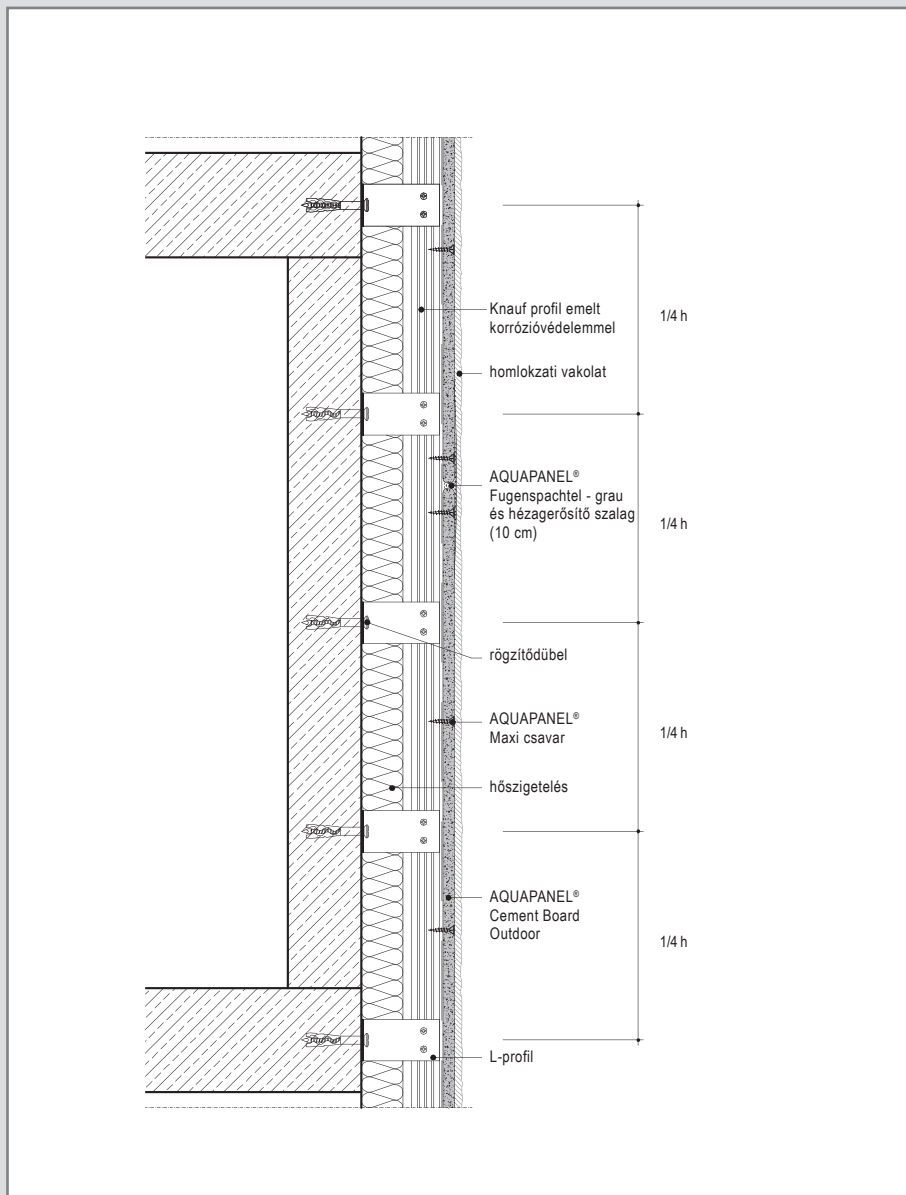 Knauf profil emelt
korrózióvédelemmel
1/4 h
homlokzati vakolat
AQUAPANEL®
Fugenspachtel - grau
és hézagerősítő szalag
(10 cm)
1/4 h
rögzítődübel
AQUAPANEL®
Maxi csavar
1/4 h
hőszigetelés
AQUAPANEL®
Cement Board
Outdoor
1/4 h
L-profil